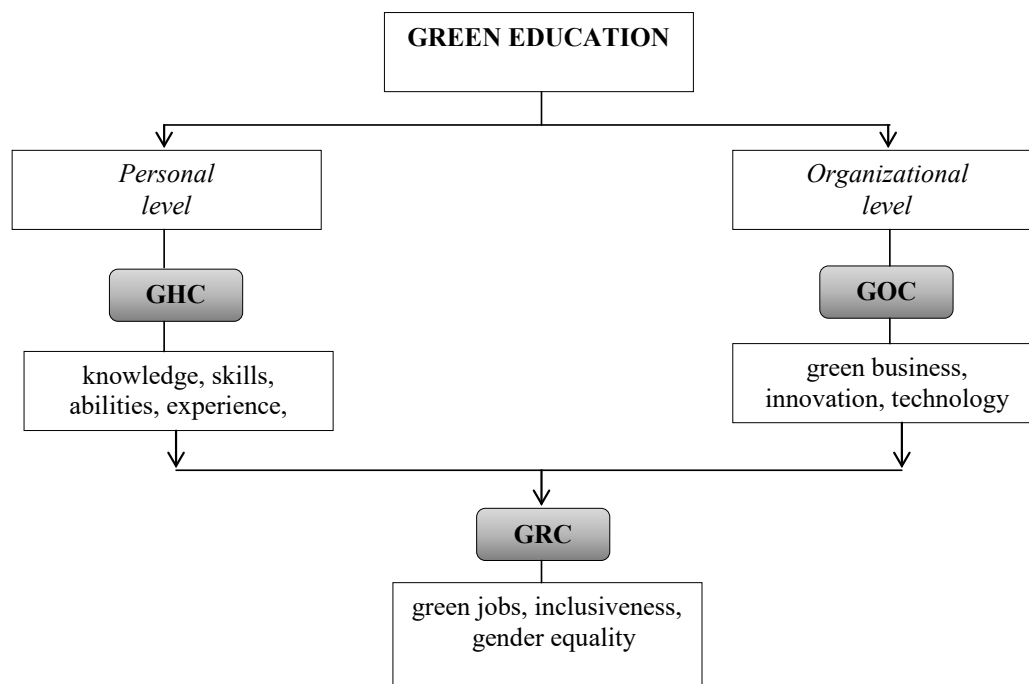 GREEN EDUCATION
Personal
level
Organizational
level
GHC
GOC
knowledge, skills,
abilities, experience,
green business,
innovation, technology
GRC
green jobs, inclusiveness,
gender equality